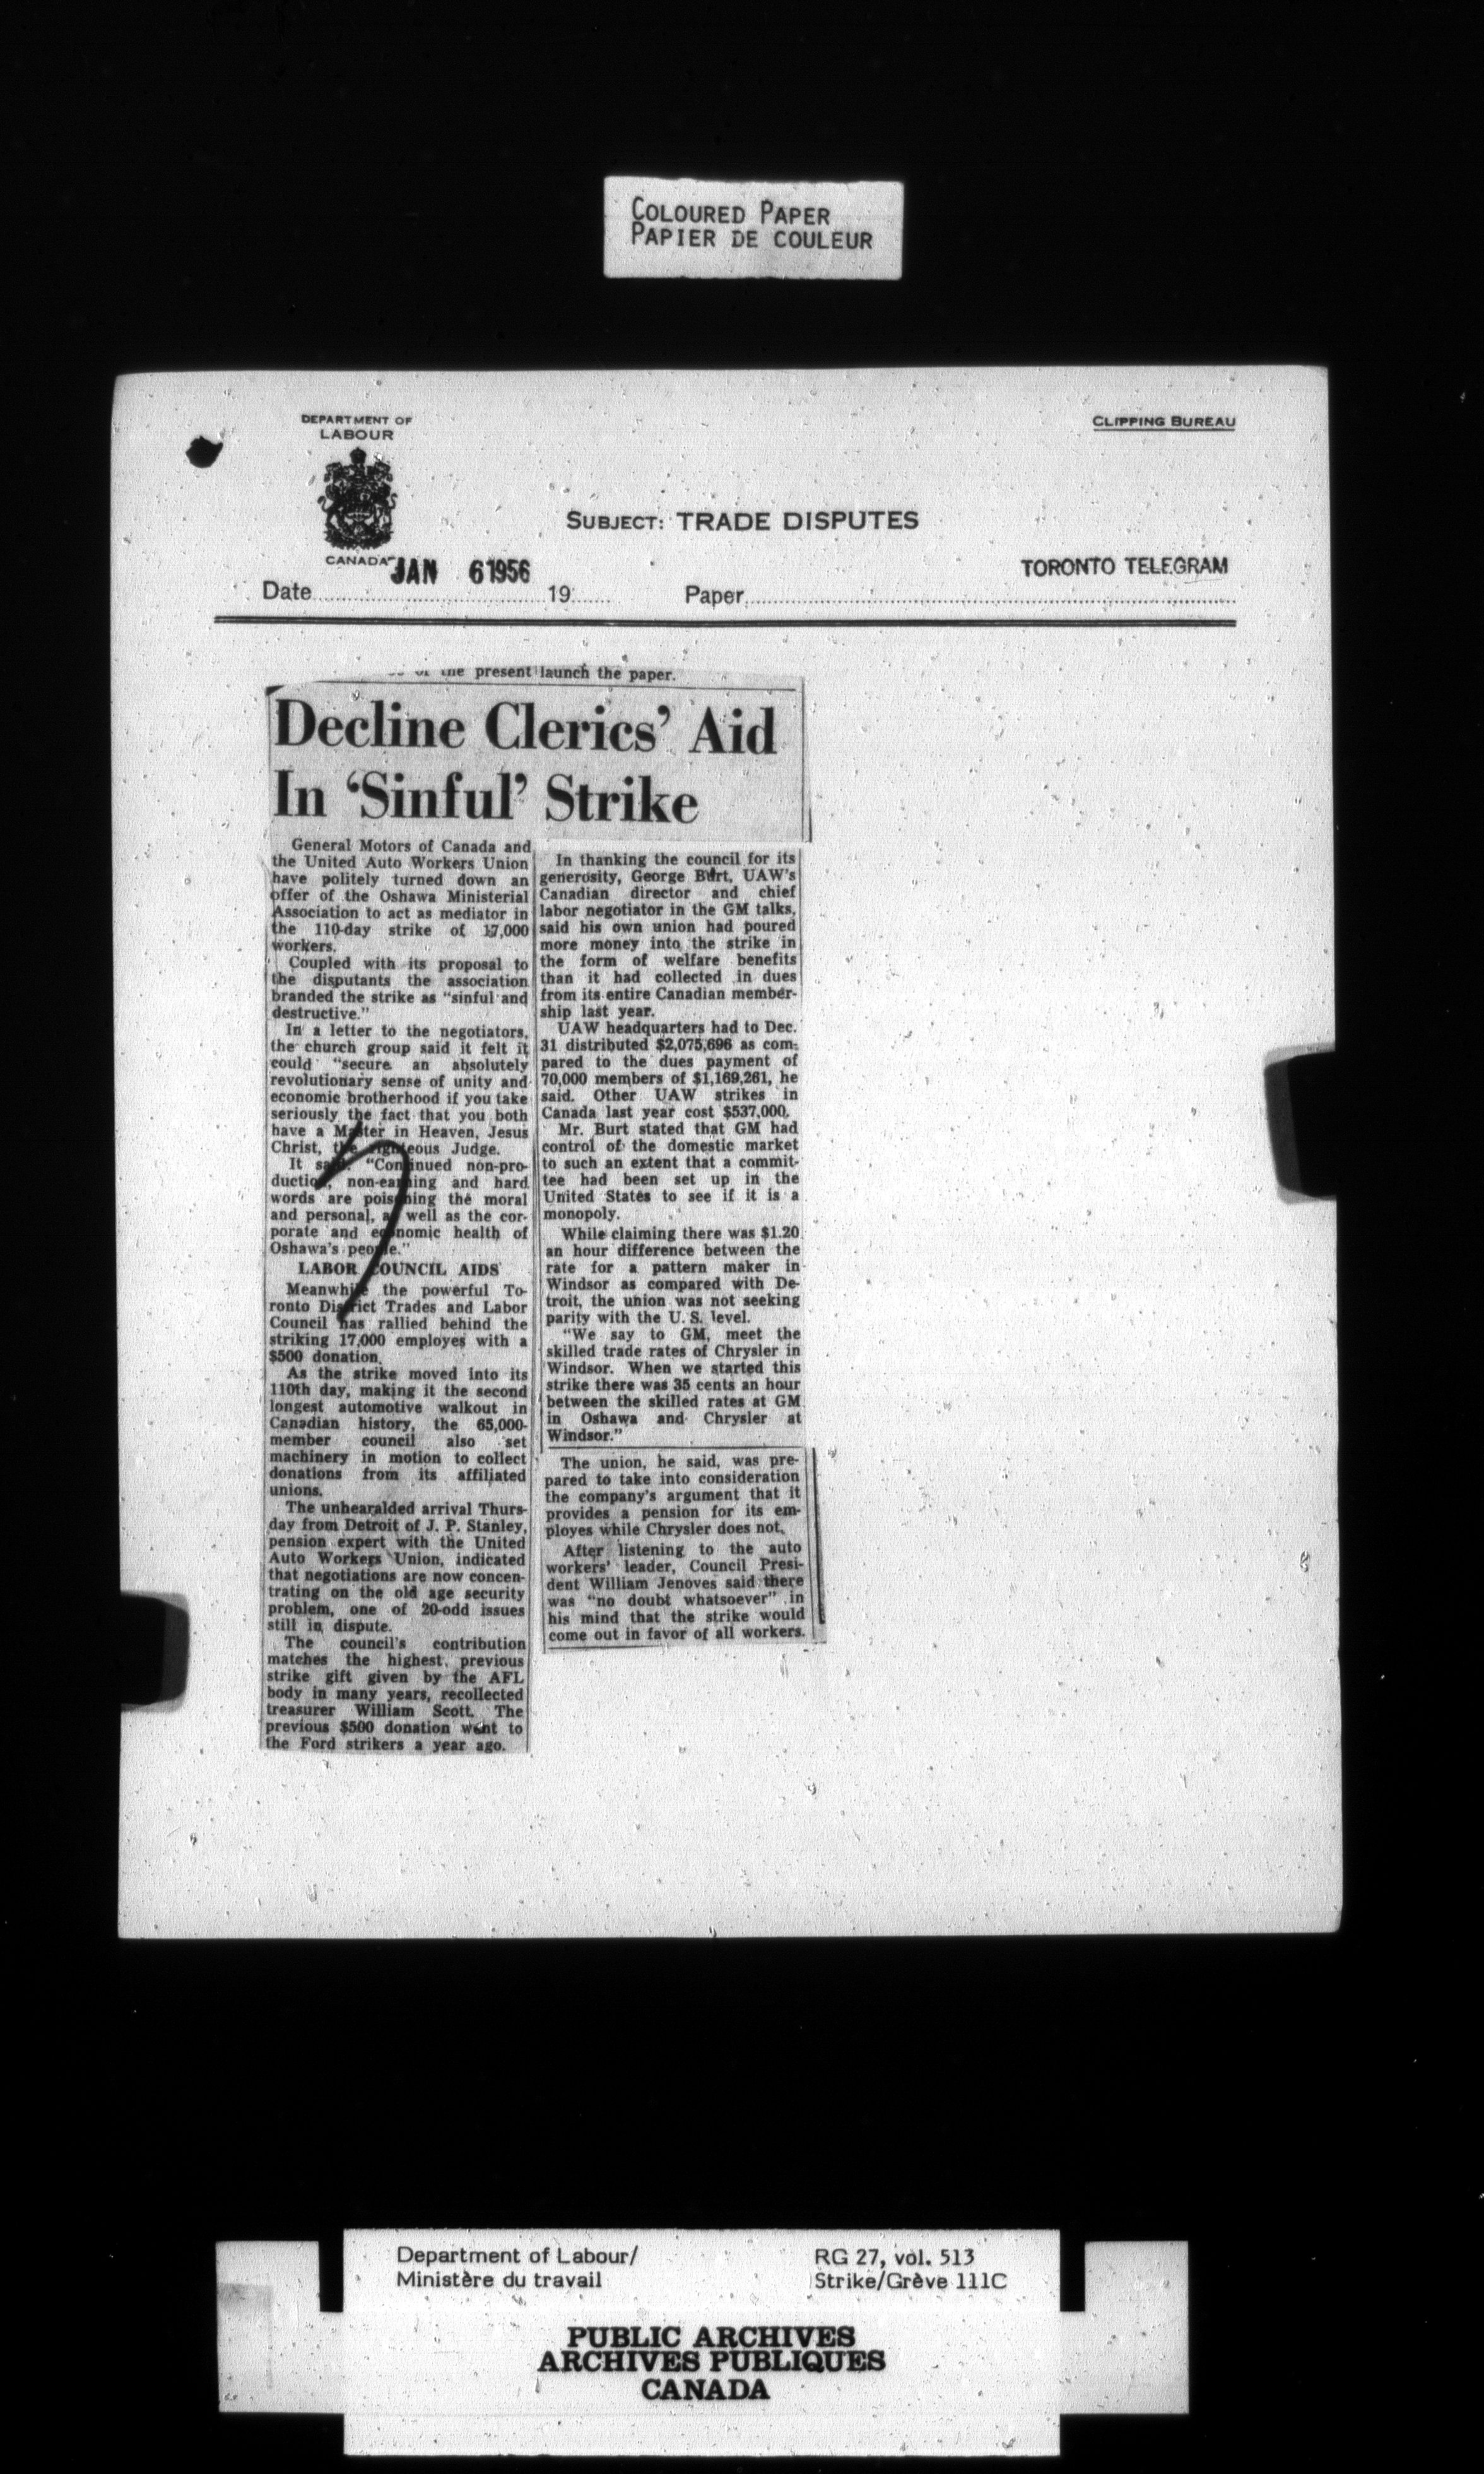 COLOURED PAPER
PAPIER DE COULEUR
DEPARTMENT OF
LABOUR
CANADA
CLIPPING BUREAU
SUBJECT: TRADE DISPUTES
JAN 6 1956
TORONTO TELEGRAM
Date 19 Paper
of the present launch the paper.
Decline Clerics' Aid
In 'Sinful' Strike
General Motors of Canada and
the United Auto Workers Union
have politely turned down an
offer of the Oshawa Ministerial
Association to act as mediator in
the 110-day strike of 17,000
workers.
Coupled with its proposal to
the disputants the association
branded the strike as "sinful and
destructive."
In a letter to the negotiators,
the church group said it felt it
could "secure an absolutely
revolutionary sense of unity and
economic brotherhood if you take
seriously the fact that you both
have a Master in Heaven, Jesus
Christ, the righteous Judge.
It said: "Continued non-pro-
duction, non-earning and hard
words are poisoning the moral
and personal, as well as the cor-
porate and economic health of
Oshawa's people."
LABOR COUNCIL AIDS
Meanwhile the powerful To-
ronto District Trades and Labor
Council has rallied behind the
striking 17,000 employes with a
$500 donation.
As the strike moved into its
110th day, making it the second
longest automotive walkout in
Canadian history, the 65,000-
member council also set
machinery in motion to collect
donations from its affiliated
unions.
The unhearalded arrival Thurs-
day from Detroit of J. P. Stanley,
pension expert with the United
Auto Workers Union, indicated
that negotiations are now concen-
trating on the old age security
problem, one of 20-odd issues
still in dispute.
The council's contribution
matches the highest previous
strike gift given by the AFL
body in many years, recollected
treasurer William Scott. The
previous $500 donation went to
the Ford strikers a year ago.
In thanking the council for its
generosity, George Burt, UAW's
Canadian director and chief
labor negotiator in the GM talks,
said his own union had poured
more money into the strike in
the form of welfare benefits
than it had collected in dues
from its entire Canadian member-
ship last year.
UAW headquarters had to Dec.
31 distributed $2,075,696 as com-
pared to the dues payment of
70,000 members of $1,169,261, he
said. Other UAW strikes in
Canada last year cost $537,000.
Mr. Burt stated that GM had
control of the domestic market
to such an extent that a commit-
tee had been set up in the
United States to see if it is a
monopoly.
While claiming there was $1.20
an hour difference between the
rate for a pattern maker in
Windsor as compared with De-
troit, the union was not seeking
parity with the U. S. level.
"We say to GM, meet the
skilled trade rates of Chrysler in
Windsor. When we started this
strike there was 35 cents an hour
between the skilled rates at GM
in Oshawa and Chrysler at
Windsor."
The union, he said, was pre-
pared to take into consideration
the company's argument that it
provides a pension for its em-
ployes while Chrysler does not.
After listening to the auto
workers' leader, Council Presi-
dent William Jenoves said there
was "no doubt whatsoever" in
his mind that the strike would
come out in favor of all workers.
Department of Labour/
Ministère du travail
RG 27, vol. 513
Strike/Grève 111C
PUBLIC ARCHIVES
ARCHIVES PUBLIQUES
CANADA